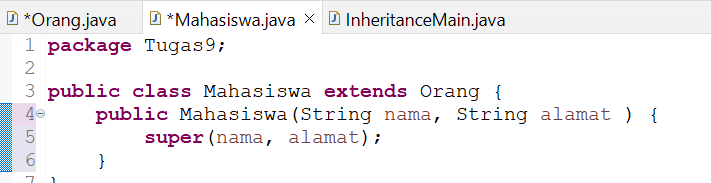 *Orang.java *Mahasiswa.java InheritanceMain.java
1 package Tugas9;
2
3 public class Mahasiswa extends Orang {
4 public Mahasiswa(String nama, String alamat ) {
5 super(nama, alamat);
6 }
7 }